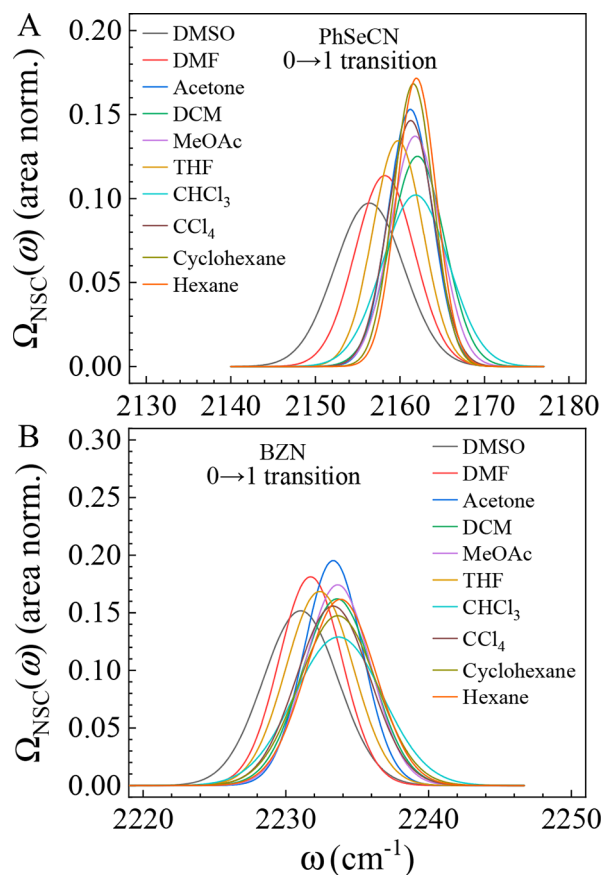 A
PhSeCN
0→1 transition
DMSO
DMF
Acetone
DCM
MeOAc
THF
CHCl₃
CCl₄
Cyclohexane
Hexane
Ω_NSC(ω) (area norm.)
0.20
0.15
0.10
0.05
0.00
2130 2140 2150 2160 2170 2180
B
BZN
0→1 transition
DMSO
DMF
Acetone
DCM
MeOAc
THF
CHCl₃
CCl₄
Cyclohexane
Hexane
Ω_NSC(ω) (area norm.)
0.30
0.25
0.20
0.15
0.10
0.05
0.00
2220 2230 2240 2250
ω (cm⁻¹)